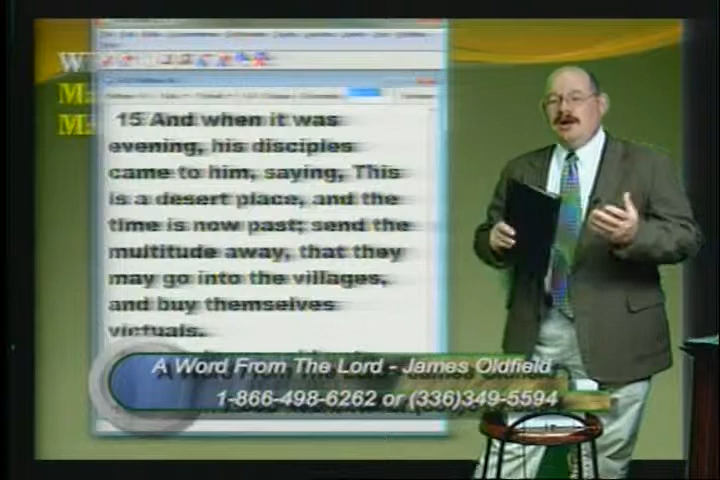 15 And when it was
evening, his disciples
came to him, saying, This
is a desert place, and the
time is now past; send the
multitude away, that they
may go into the villages,
and buy themselves
victuals.
A Word From The Lord - James Oldfield
1-866-498-6262 or (336)349-5594